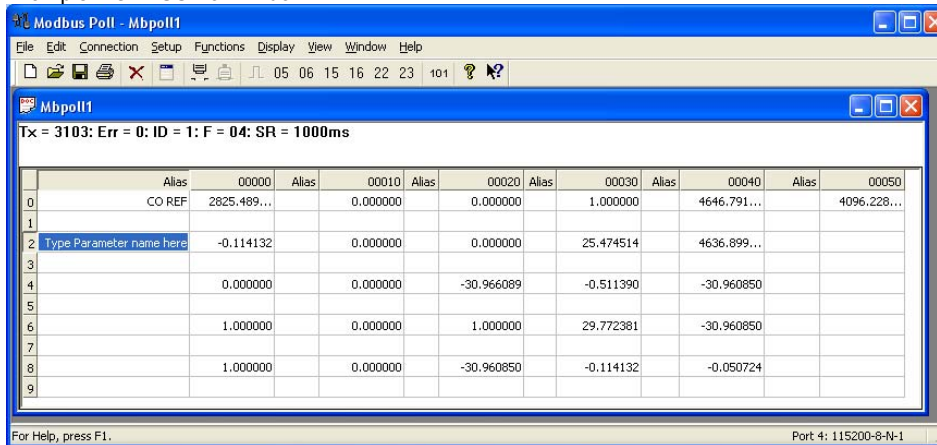 Modbus Poll - Mbpoll1
File Edit Connection Setup Functions Display View Window Help
05 06 15 16 22 23 101
Mbpoll1
Tx = 3103: Err = 0: ID = 1: F = 04: SR = 1000ms
Alias 00000 Alias 00010 Alias 00020 Alias 00030 Alias 00040 Alias 00050
0 CO REF 2825.489... 0.000000 0.000000 1.000000 4646.791... 4096.228...
1
2 Type Parameter name here -0.114132 0.000000 0.000000 25.474514 4636.899...
3
4 0.000000 0.000000 -30.966089 -0.511390 -30.960850
5
6 1.000000 0.000000 1.000000 29.772381 -30.960850
7
8 1.000000 0.000000 -30.960850 -0.114132 -0.050724
9
For Help, press F1. Port 4: 115200-8-N-1